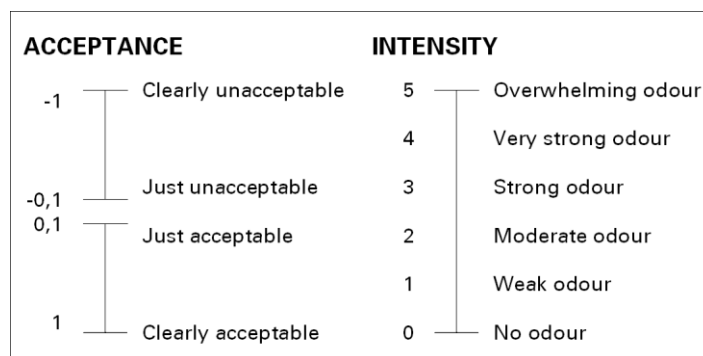 ACCEPTANCE
-1 Clearly unacceptable
-0,1 Just unacceptable
0,1 Just acceptable
1 Clearly acceptable
INTENSITY
5 Overwhelming odour
4 Very strong odour
3 Strong odour
2 Moderate odour
1 Weak odour
0 No odour